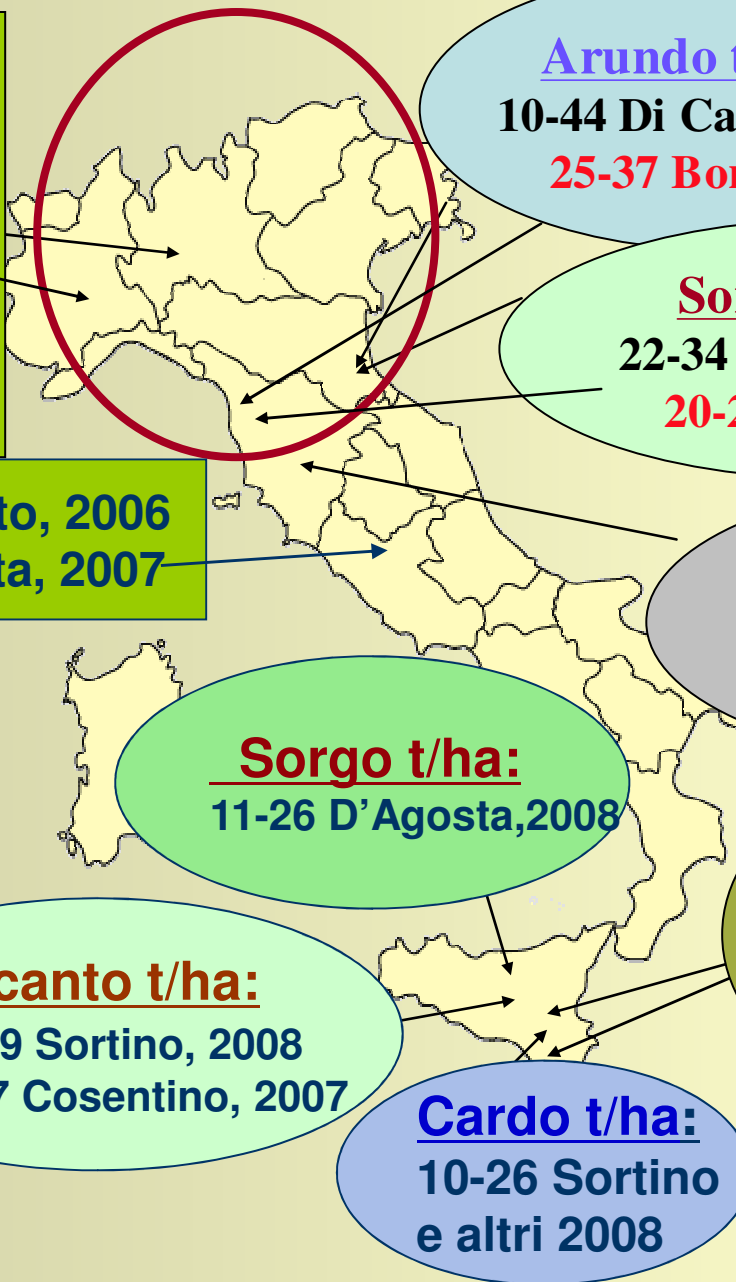 Arundo t
10-44 Di Ca
25-37 Bor
So
22-34
20-2
to, 2006
ta, 2007
Sorgo t/ha:
11-26 D’Agosta,2008
canto t/ha:
9 Sortino, 2008
7 Cosentino, 2007
Cardo t/ha:
10-26 Sortino
e altri 2008